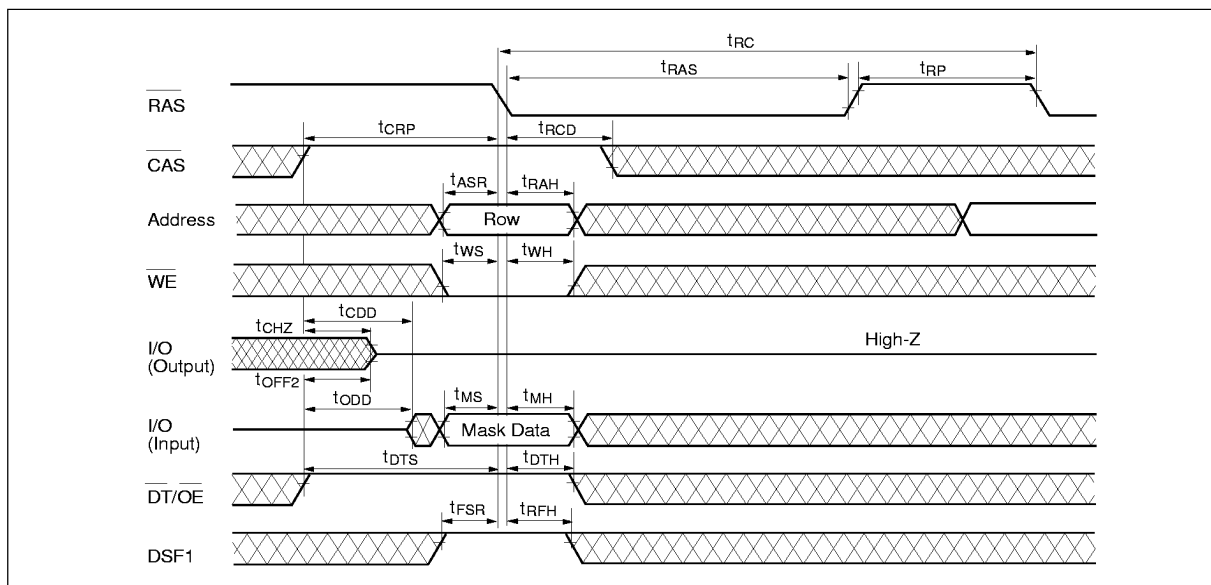 tRC
tRAS
tRP
RAS
tCRP
tRCD
CAS
tASR
tRAH
Address
Row
tWS
tWH
WE
tCDD
tCHZ
High-Z
I/O
(Output)
tOFF2
tODD
tMS
tMH
I/O
(Input)
Mask Data
tDTS
tDTH
DT/OE
tFSR
tRFH
DSF1